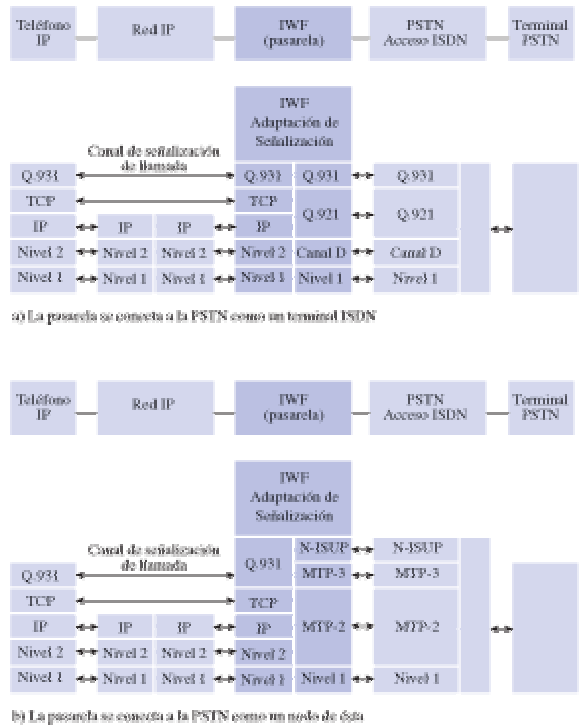 Teléfono IP
Red IP
IWF (pasarela)
PSTN Acceso ISDN
Terminal PSTN
IWF
Adaptación de
Señalización
Canal de señalización
de llamada
Q.931 Q.931 Q.931 Q.931
TCP TCP Q.921 Q.921
IP IP IP IP
Nivel 2 Nivel 2 Nivel 2 Nivel 2 Canal D Canal D
Nivel 1 Nivel 1 Nivel 1 Nivel 1 Nivel 1 Nivel 1
a) La pasarela se conecta a la PSTN como un terminal ISDN
Teléfono IP
Red IP
IWF (pasarela)
PSTN Acceso ISDN
Terminal PSTN
IWF
Adaptación de
Señalización
Canal de señalización
de llamada
N-ISUP N-ISUP
Q.931 Q.931 MTP-3 MTP-3
TCP TCP
IP IP IP IP MTP-2 MTP-2
Nivel 2 Nivel 2 Nivel 2 Nivel 2
Nivel 1 Nivel 1 Nivel 1 Nivel 1 Nivel 1 Nivel 1
b) La pasarela se conecta a la PSTN como un nodo de ésta